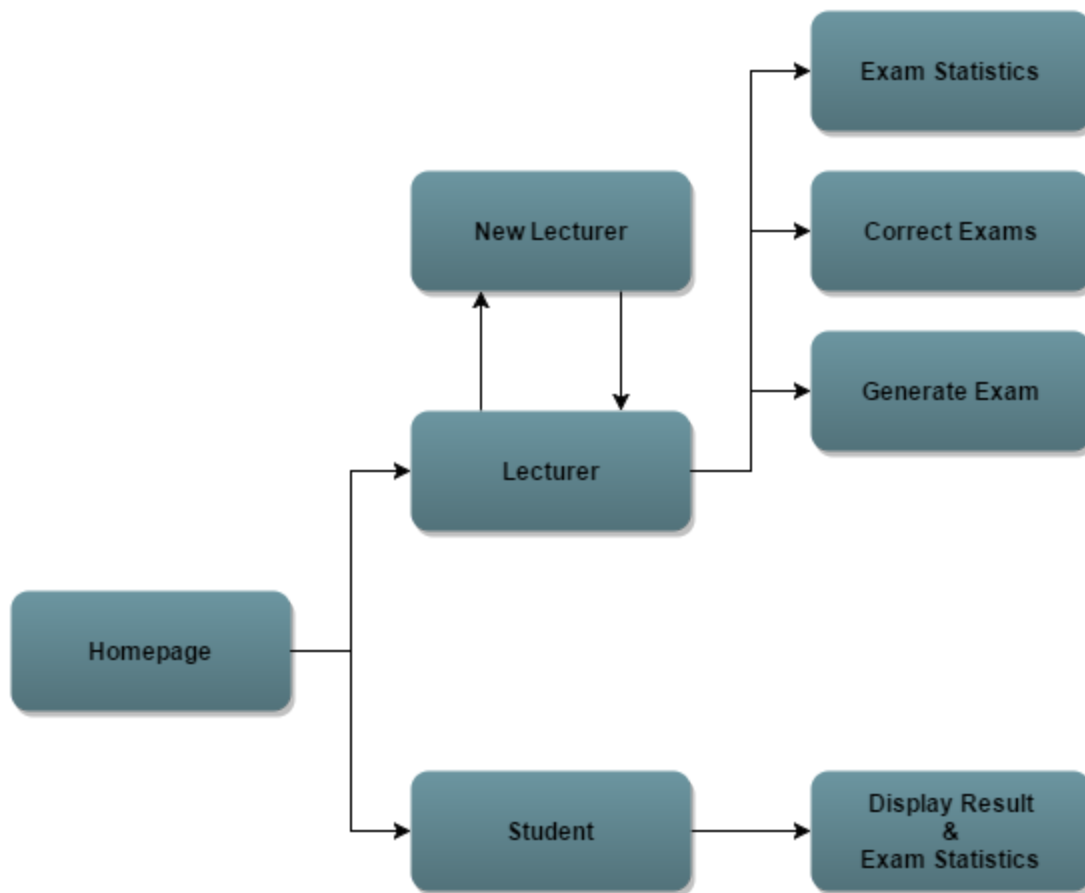 Exam Statistics
New Lecturer
Correct Exams
Generate Exam
Lecturer
Homepage
Student
Display Result
&
Exam Statistics